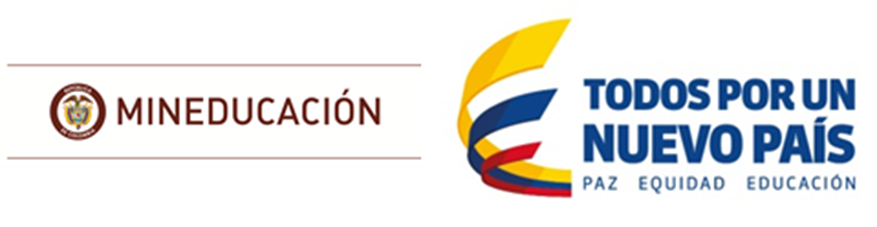 MINEDUCACIÓN
TODOS POR UN
NUEVO PAÍS
PAZ EQUIDAD EDUCACIÓN